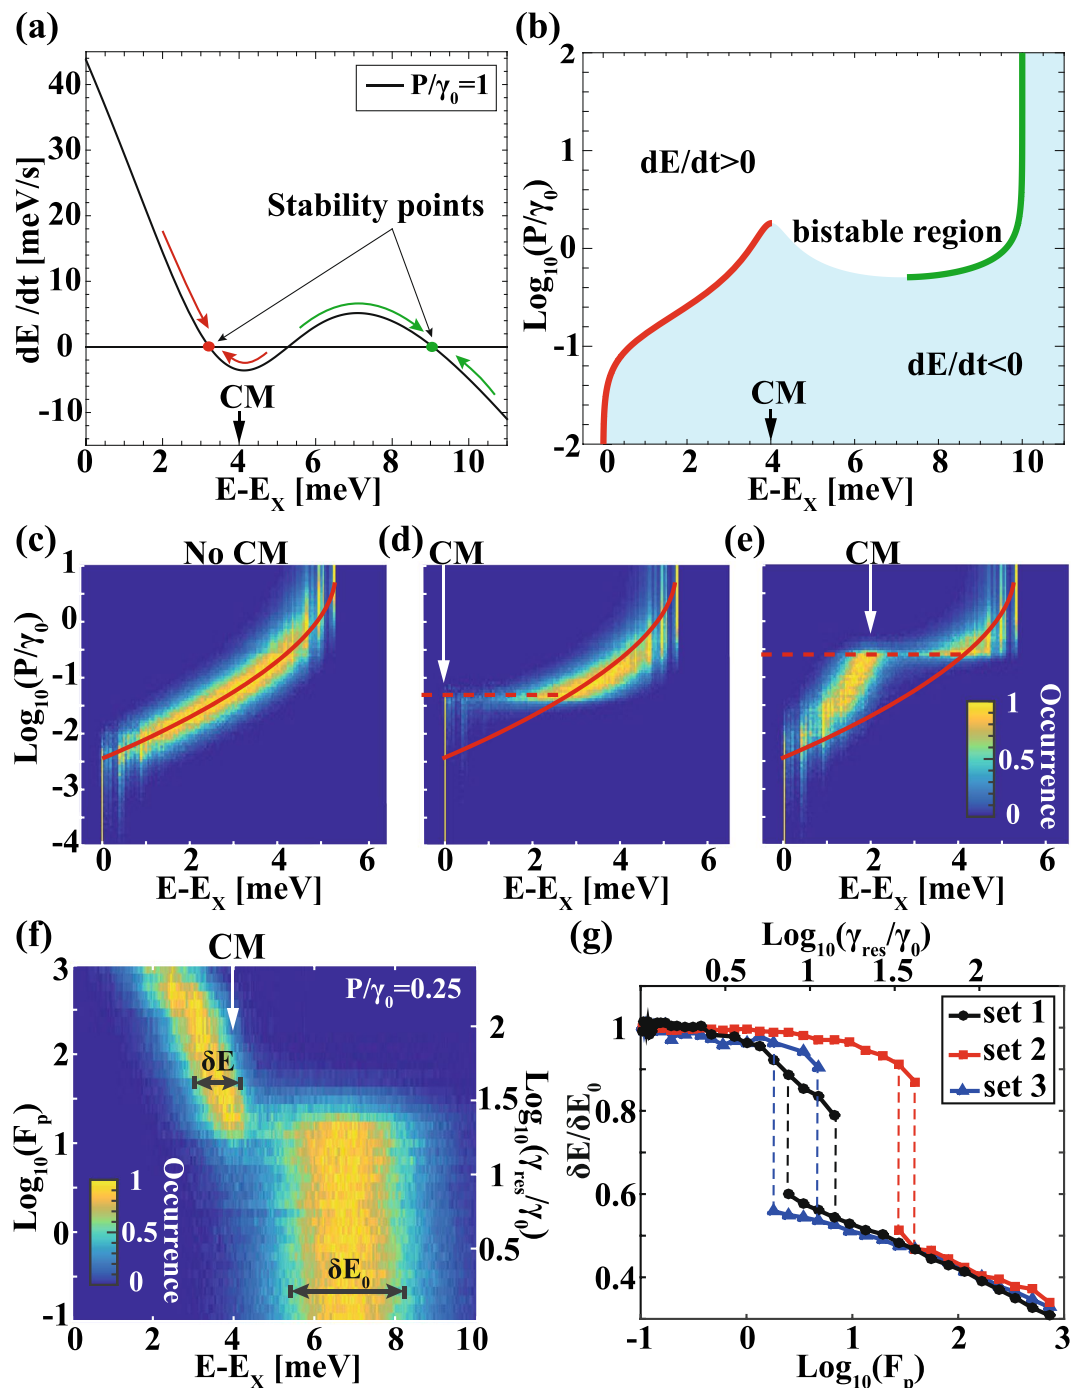 (a)
40
30
20
10
0
-10
dE/dt [meV/s]
P/γ0=1
Stability points
CM
0 2 4 6 8 10
E-EX [meV]
(b)
2
1
0
-1
-2
Log10(P/γ0)
dE/dt>0
bistable region
dE/dt<0
CM
0 2 4 6 8 10
E-EX [meV]
(c)
No CM
1
0
-1
-2
-3
-4
Log10(P/γ0)
0 2 4 6
E-EX [meV]
(d)
CM
0 2 4 6
E-EX [meV]
(e)
CM
1
0.5
0
Occurrence
0 2 4 6
E-EX [meV]
(f)
CM
3
2
1
0
-1
Log10(Fp)
P/γ0=0.25
δE
δE0
1
0.5
0
Occurrence
2
1.5
1
0.5
Log10(γres/γ0)
0 2 4 6 8 10
E-EX [meV]
(g)
Log10(γres/γ0)
0.5 1 1.5 2
1
0.8
0.6
0.4
δE/δE0
set 1
set 2
set 3
-1 0 1 2 3
Log10(Fp)